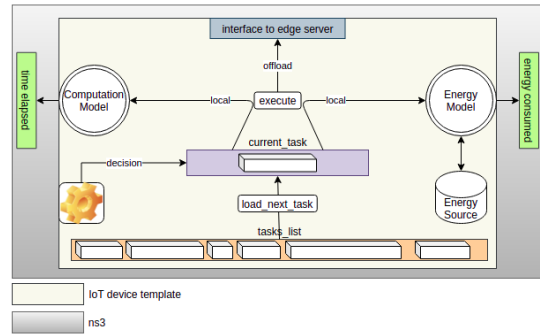 interface to edge server
offload
time elapsed
Computation
Model
local
execute
local
Energy
Model
energy consumed
current_task
decision
load_next_task
Energy
Source
tasks_list
IoT device template
ns3